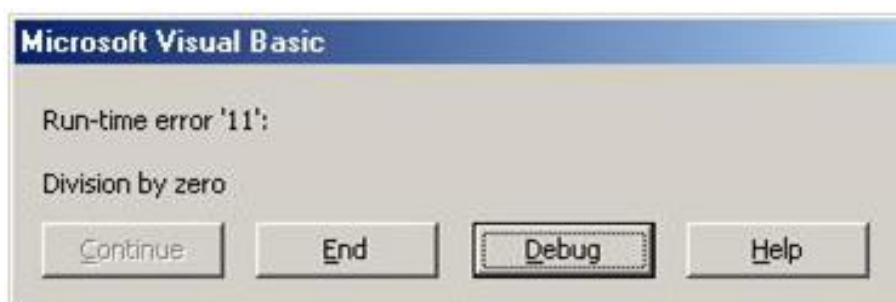 Microsoft Visual Basic
Run-time error '11':
Division by zero
Continue End Debug Help